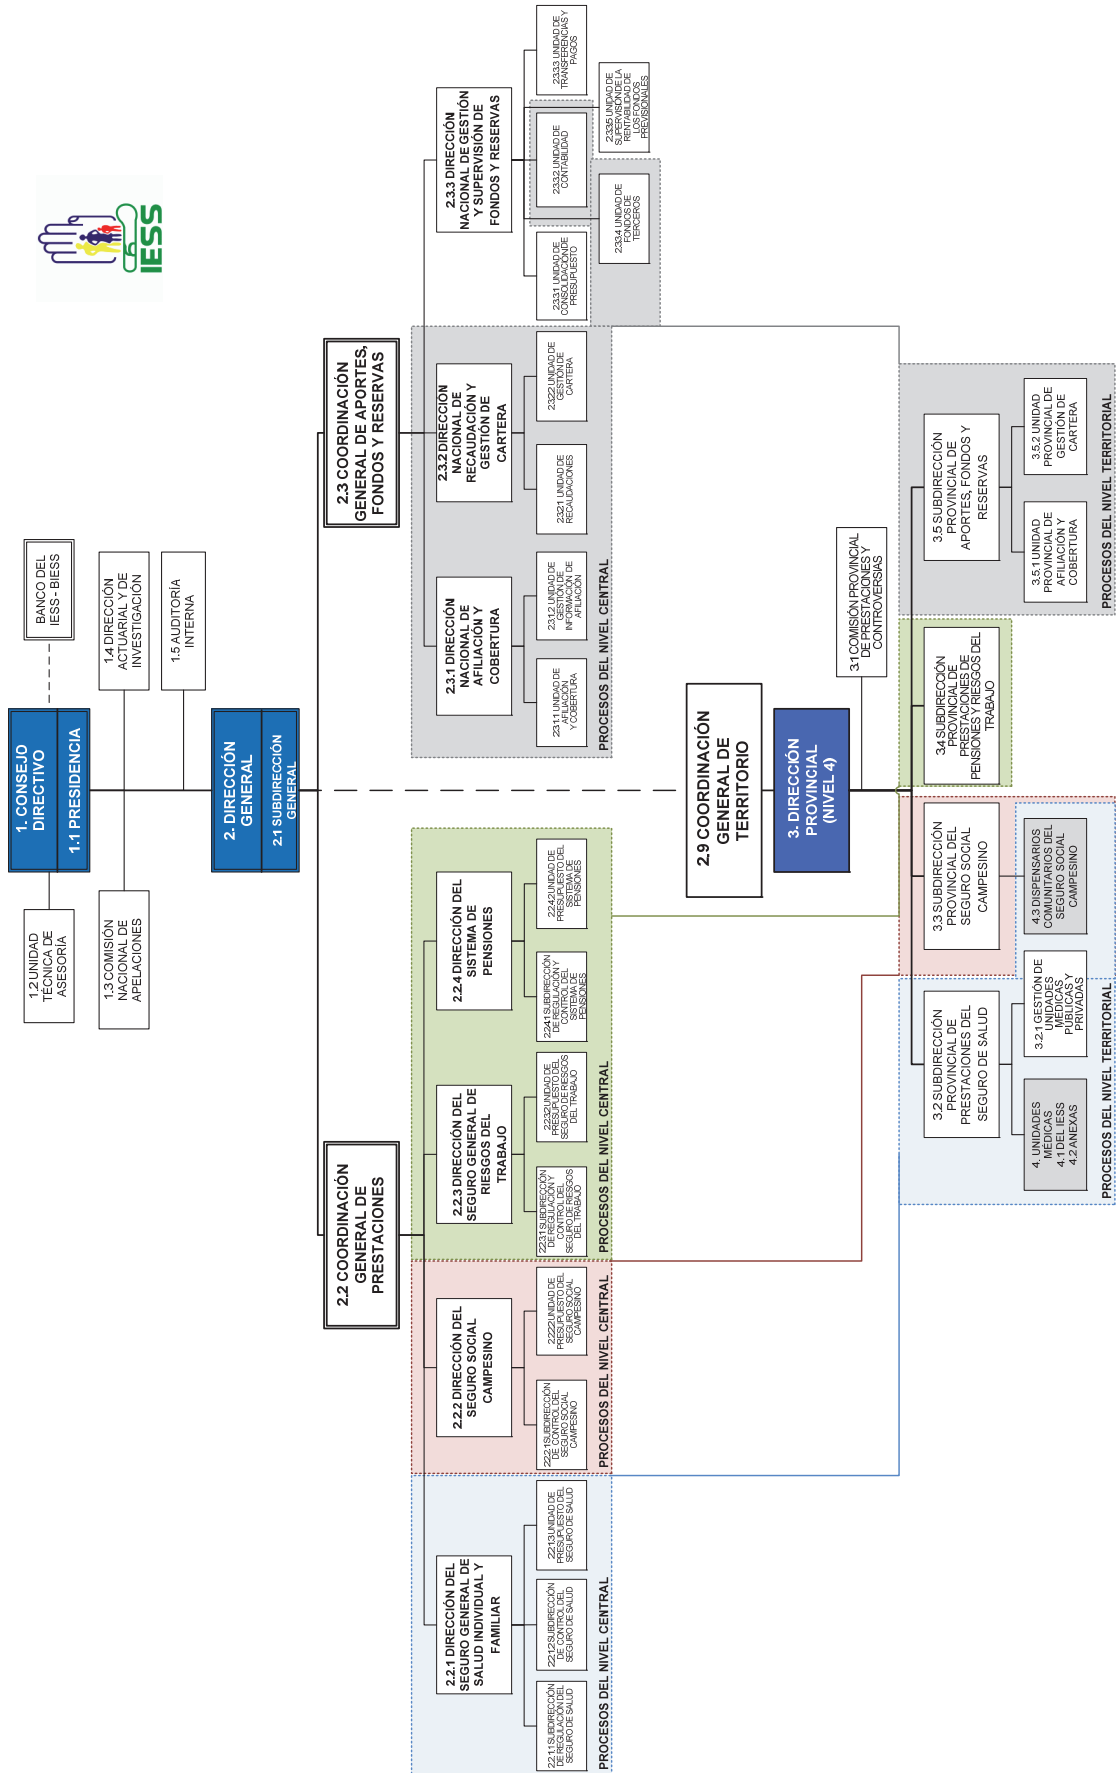 IESS
1. CONSEJO
DIRECTIVO
1.1 PRESIDENCIA
BANCO DEL
IESS - BIESS
1.2 UNIDAD
TÉCNICA DE
ASESORÍA
1.3 COMISIÓN
NACIONAL DE
APELACIONES
1.4 DIRECCIÓN
ACTUARIAL Y DE
INVESTIGACIÓN
1.5 AUDITORÍA
INTERNA
2. DIRECCIÓN
GENERAL
2.1 SUBDIRECCIÓN
GENERAL
2.2 COORDINACIÓN
GENERAL DE
PRESTACIONES
2.3 COORDINACIÓN
GENERAL DE APORTES,
FONDOS Y RESERVAS
2.2.1 DIRECCIÓN DEL
SEGURO GENERAL DE
SALUD INDIVIDUAL Y
FAMILIAR
2.2.1.1 SUBDIRECCIÓN
DE REGULACIÓN DEL
SEGURO DE SALUD
2.2.1.2 SUBDIRECCIÓN
DE CONTROL DEL
SEGURO DE SALUD
2.2.1.3 UNIDAD DE
PRESUPUESTO DEL
SEGURO DE SALUD
PROCESOS DEL NIVEL CENTRAL
2.2.2 DIRECCIÓN DEL
SEGURO SOCIAL
CAMPESINO
2.2.2.1 SUBDIRECCIÓN
DE CONTROL DEL
SEGURO SOCIAL
CAMPESINO
2.2.2.2 UNIDAD DE
PRESUPUESTO DEL
SEGURO SOCIAL
CAMPESINO
PROCESOS DEL NIVEL CENTRAL
2.2.3 DIRECCIÓN DEL
SEGURO GENERAL DE
RIESGOS DEL
TRABAJO
2.2.3.1 SUBDIRECCIÓN
DE REGULACIÓN Y
CONTROL DEL
SEGURO DE RIESGOS
DEL TRABAJO
2.2.3.2 UNIDAD DE
PRESUPUESTO DEL
SEGURO DE RIESGOS
DEL TRABAJO
2.2.4 DIRECCIÓN DEL
SISTEMA DE
PENSIONES
2.2.4.1 SUBDIRECCIÓN
DE REGULACIÓN Y
CONTROL DEL
SISTEMA DE
PENSIONES
2.2.4.2 UNIDAD DE
PRESUPUESTO DEL
SISTEMA DE
PENSIONES
PROCESOS DEL NIVEL CENTRAL
2.3.1 DIRECCIÓN
NACIONAL DE
AFILIACIÓN Y
COBERTURA
2.3.1.1 UNIDAD DE
AFILIACIÓN
Y COBERTURA
2.3.1.2 UNIDAD DE
GESTIÓN DE
INFORMACIÓN DE
AFILIACIÓN
2.3.2 DIRECCIÓN
NACIONAL DE
RECAUDACIÓN Y
GESTIÓN DE
CARTERA
2.3.2.1 UNIDAD DE
RECAUDACIONES
2.3.2.2 UNIDAD DE
GESTIÓN DE
CARTERA
PROCESOS DEL NIVEL CENTRAL
2.3.3 DIRECCIÓN
NACIONAL DE GESTIÓN
Y SUPERVISIÓN DE
FONDOS Y RESERVAS
2.3.3.1 UNIDAD DE
CONSOLIDACIÓN DE
PRESUPUESTO
2.3.3.2 UNIDAD DE
CONTABILIDAD
2.3.3.3 UNIDAD DE
TRANSFERENCIAS Y
PAGOS
2.3.3.4 UNIDAD DE
FONDOS DE
TERCEROS
2.3.3.5 UNIDAD DE
SUPERVISIÓN DE LA
RENTABILIDAD DE
LOS FONDOS
PREVISIONALES
2.9 COORDINACIÓN
GENERAL DE
TERRITORIO
3. DIRECCIÓN
PROVINCIAL
(NIVEL 4)
3.1 COMISIÓN PROVINCIAL
DE PRESTACIONES Y
CONTROVERSIAS
3.2 SUBDIRECCIÓN
PROVINCIAL DE
PRESTACIONES DEL
SEGURO DE SALUD
4. UNIDADES
MÉDICAS
4.1 DEL IESS
4.2 ANEXAS
3.2.1 GESTIÓN DE
UNIDADES
MÉDICAS
PÚBLICAS Y
PRIVADAS
PROCESOS DEL NIVEL TERRITORIAL
3.3 SUBDIRECCIÓN
PROVINCIAL DEL
SEGURO SOCIAL
CAMPESINO
4.3 DISPENSARIOS
COMUNITARIOS DEL
SEGURO SOCIAL
CAMPESINO
3.4 SUBDIRECCIÓN
PROVINCIAL DE
PRESTACIONES DE
PENSIONES Y RIESGOS DEL
TRABAJO
3.5 SUBDIRECCIÓN
PROVINCIAL DE
APORTES, FONDOS Y
RESERVAS
3.5.1 UNIDAD
PROVINCIAL DE
AFILIACIÓN Y
COBERTURA
3.5.2 UNIDAD
PROVINCIAL DE
GESTIÓN DE
CARTERA
PROCESOS DEL NIVEL TERRITORIAL